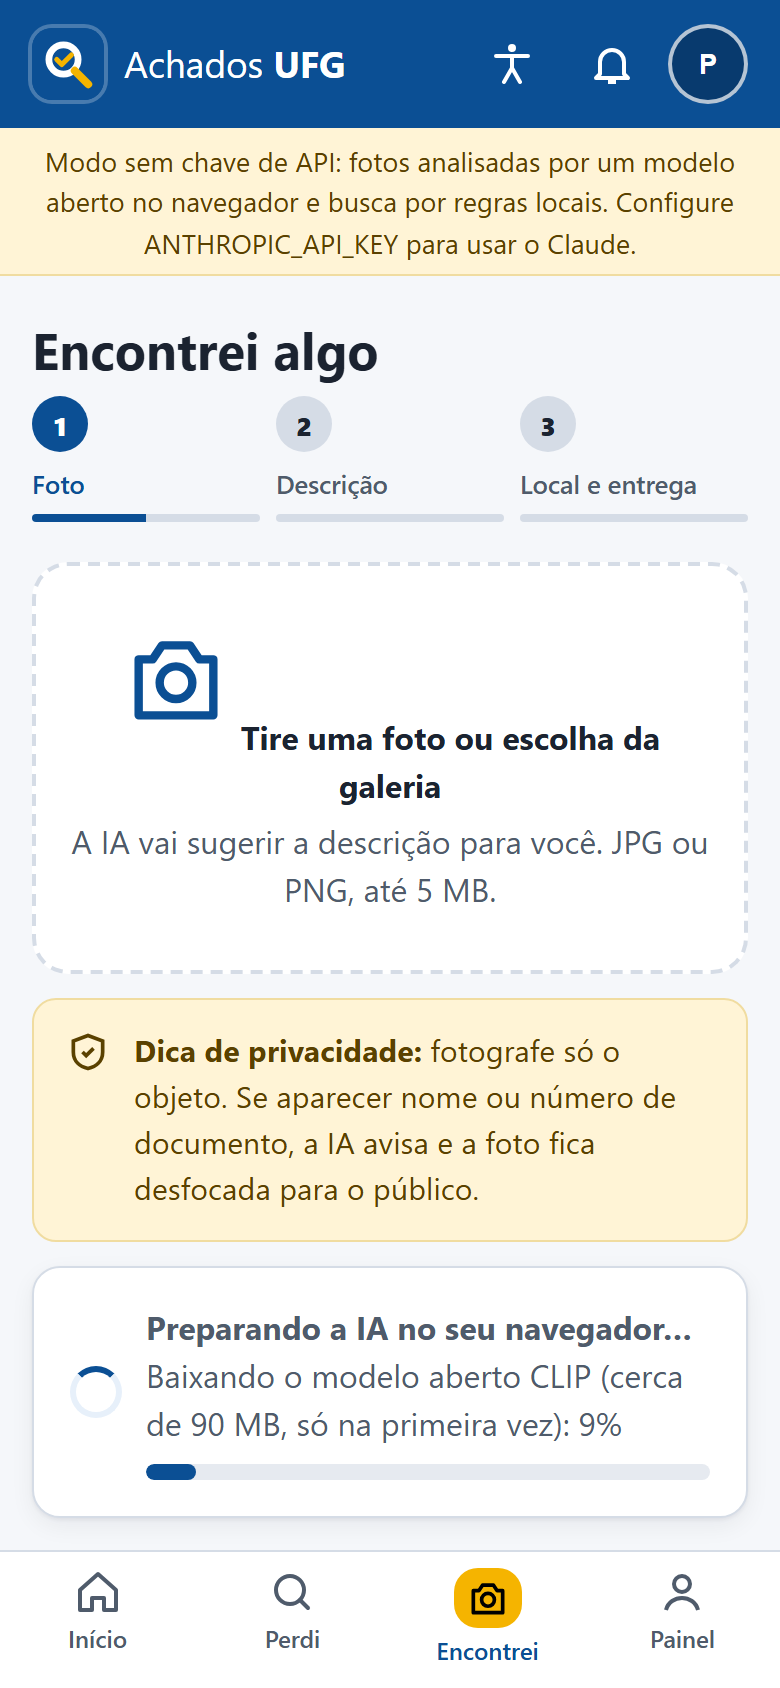 Achados UFG
P
Modo sem chave de API: fotos analisadas por um modelo
aberto no navegador e busca por regras locais. Configure
ANTHROPIC_API_KEY para usar o Claude.
Encontrei algo
1
2
3
Foto
Descrição
Local e entrega
Tire uma foto ou escolha da
galeria
A IA vai sugerir a descrição para você. JPG ou
PNG, até 5 MB.
Dica de privacidade: fotografe só o
objeto. Se aparecer nome ou número de
documento, a IA avisa e a foto fica
desfocada para o público.
Preparando a IA no seu navegador...
Baixando o modelo aberto CLIP (cerca
de 90 MB, só na primeira vez): 9%
Início
Perdi
Encontrei
Painel